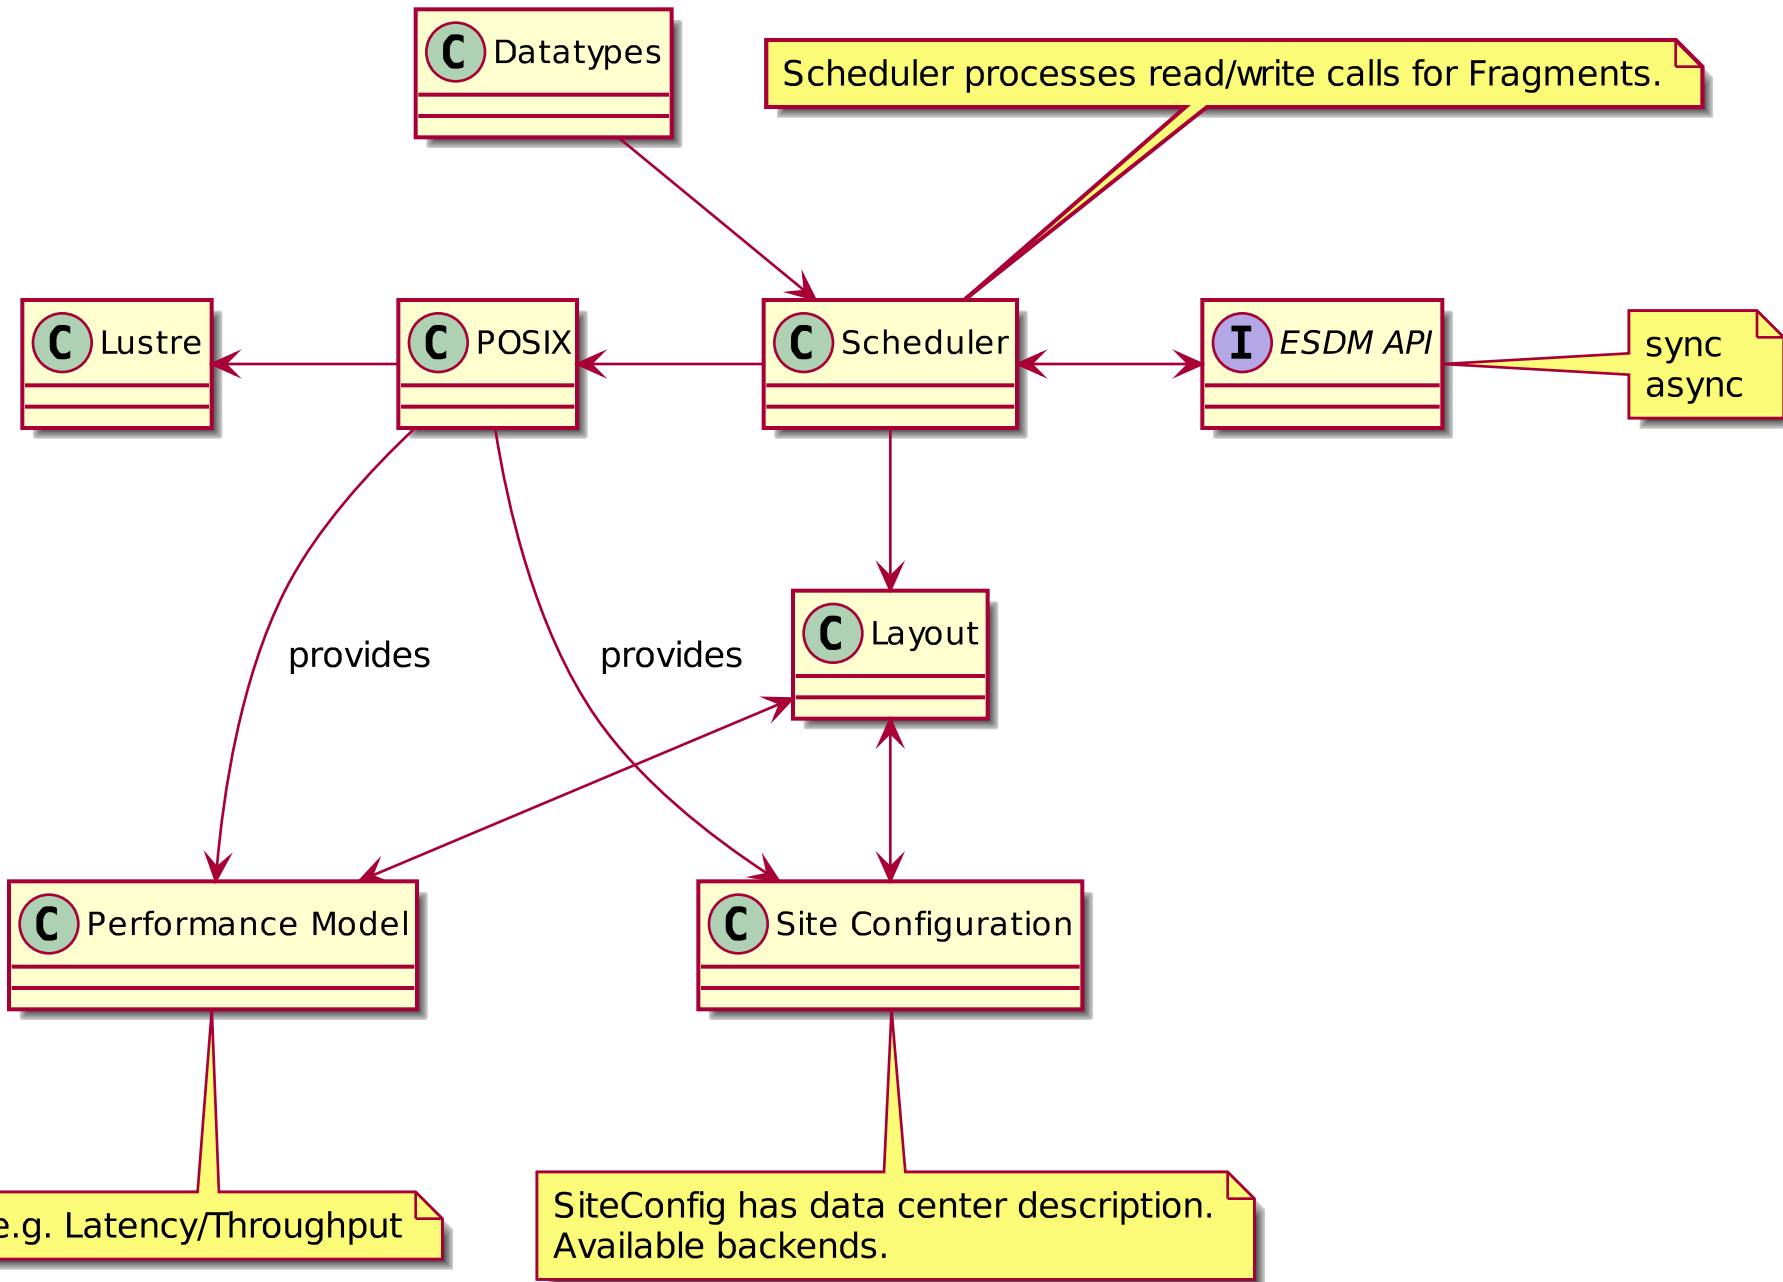 C Datatypes
Scheduler processes read/write calls for Fragments.
C Lustre
C POSIX
C Scheduler
I ESDM API
sync
async
provides
provides
C Layout
C Performance Model
C Site Configuration
e.g. Latency/Throughput
SiteConfig has data center description.
Available backends.